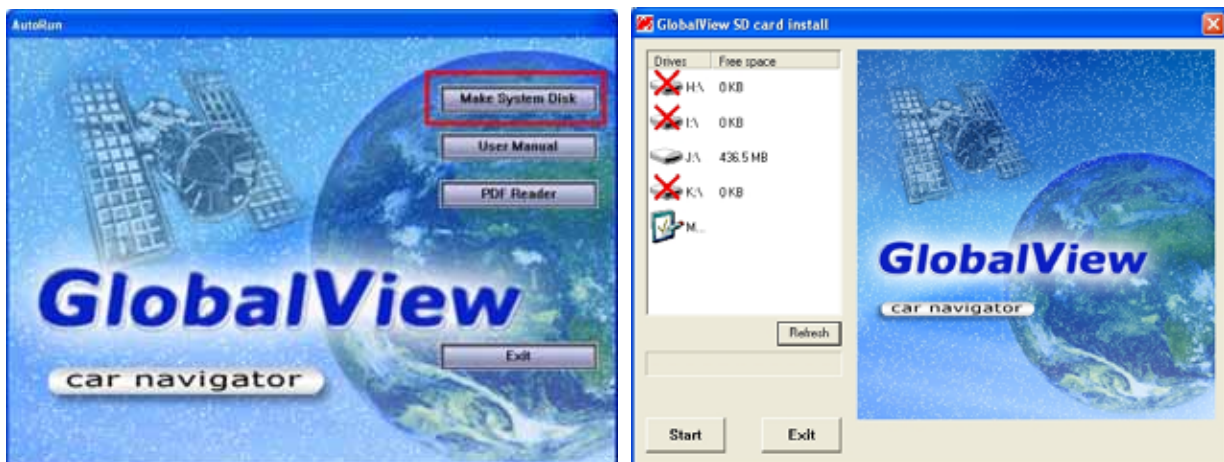 AutoRun
Make System Disk
User Manual
PDF Reader
GlobalView
car navigator
Exit
GlobalView SD card install
Drives Free space
H:\ 0 KB
I:\ 0 KB
J:\ 436.5 MB
K:\ 0 KB
M...
Refresh
Start Exit
GlobalView
car navigator